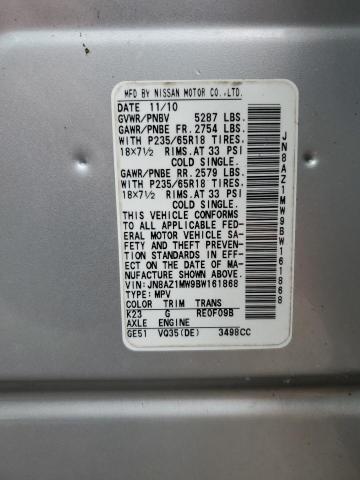 MFD BY NISSAN MOTOR CO.,LTD.
DATE 11/10
GVWR/PNBV 5287 LBS.
GAWR/PNBE FR.2754 LBS.
WITH P235/65R18 TIRES.
18×7½ RIMS.AT 33 PSI
COLD SINGLE.
GAWR/PNBE RR.2579 LBS.
WITH P235/65R18 TIRES.
18×7½ RIMS.AT 33 PSI
COLD SINGLE.
THIS VEHICLE CONFORMS
TO ALL APPLICABLE FED-
ERAL MOTOR VEHICLE SA-
FETY AND THEFT PREVEN-
TION STANDARDS IN EFF-
ECT ON THE DATE OF MA-
NUFACTURE SHOWN ABOVE.
VIN:JN8AZ1MW9BW161868
TYPE: MPV
COLOR TRIM TRANS
K23 G RE0F09B
AXLE ENGINE
GE51 VQ35(DE) 3498CC
JN8AZ1MW9BW161868